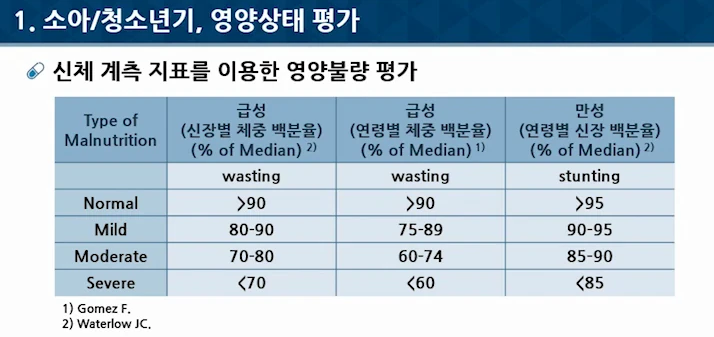 1. 소아/청소년기, 영양상태 평가
신체 계측 지표를 이용한 영양불량 평가
Type of Malnutrition 급성 (신장별 체중 백분율) (% of Median) 2) 급성 (연령별 체중 백분율) (% of Median) 1) 만성 (연령별 신장 백분율) (% of Median) 2)
wasting wasting stunting
Normal >90 >90 >95
Mild 80-90 75-89 90-95
Moderate 70-80 60-74 85-90
Severe <70 <60 <85
1) Gomez F.
2) Waterlow JC.